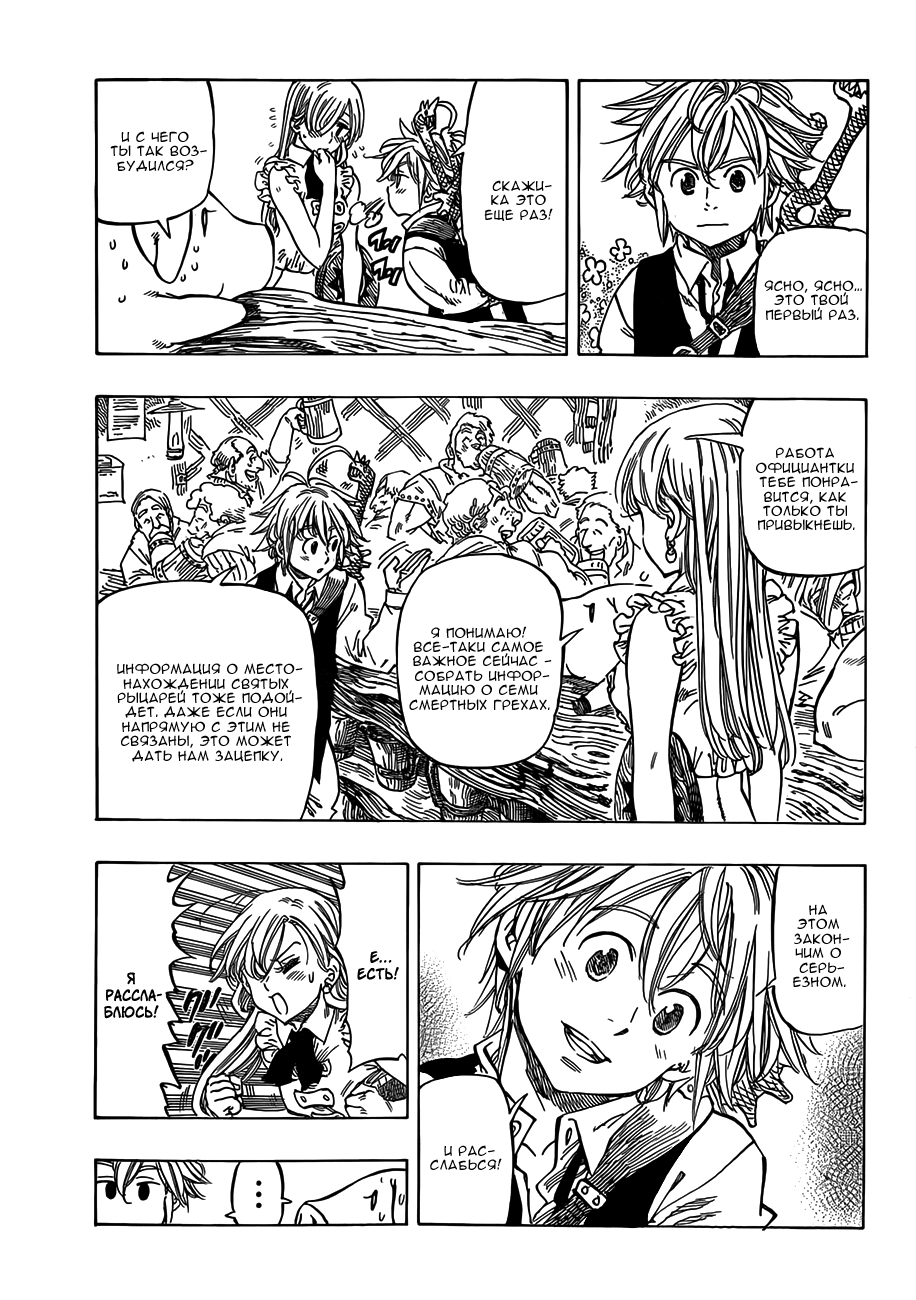 ЯСНО, ЯСНО...
ЭТО ТВОЙ
ПЕРВЫЙ РАЗ.
СКАЖИ-
КА ЭТО
ЕЩЕ РАЗ!
И С ЧЕГО
ТЫ ТАК ВОЗ-
БУДИЛСЯ?
РАБОТА
ОФИЦИАНТКИ
ТЕБЕ ПОНРА-
ВИТСЯ, КАК
ТОЛЬКО ТЫ
ПРИВЫКНЕШЬ.
Я ПОНИМАЮ!
ВСЕ-ТАКИ САМОЕ
ВАЖНОЕ СЕЙЧАС -
СОБРАТЬ ИНФОР-
МАЦИЮ О СЕМИ
СМЕРТНЫХ ГРЕХАХ.
ИНФОРМАЦИЯ О МЕСТО-
НАХОЖДЕНИИ СВЯТЫХ
РЫЦАРЕЙ ТОЖЕ ПОДОЙ-
ДЕТ. ДАЖЕ ЕСЛИ ОНИ
НАПРЯМУЮ С ЭТИМ НЕ
СВЯЗАНЫ, ЭТО МОЖЕТ
ДАТЬ НАМ ЗАЦЕПКУ.
НА
ЭТОМ
ЗАКОН-
ЧИМ О
СЕРЬ-
ЕЗНОМ.
И РАС-
СЛАБЬСЯ!
Е...
ЕСТЬ!
Я
РАССЛА-
БЛЮСЬ!
...